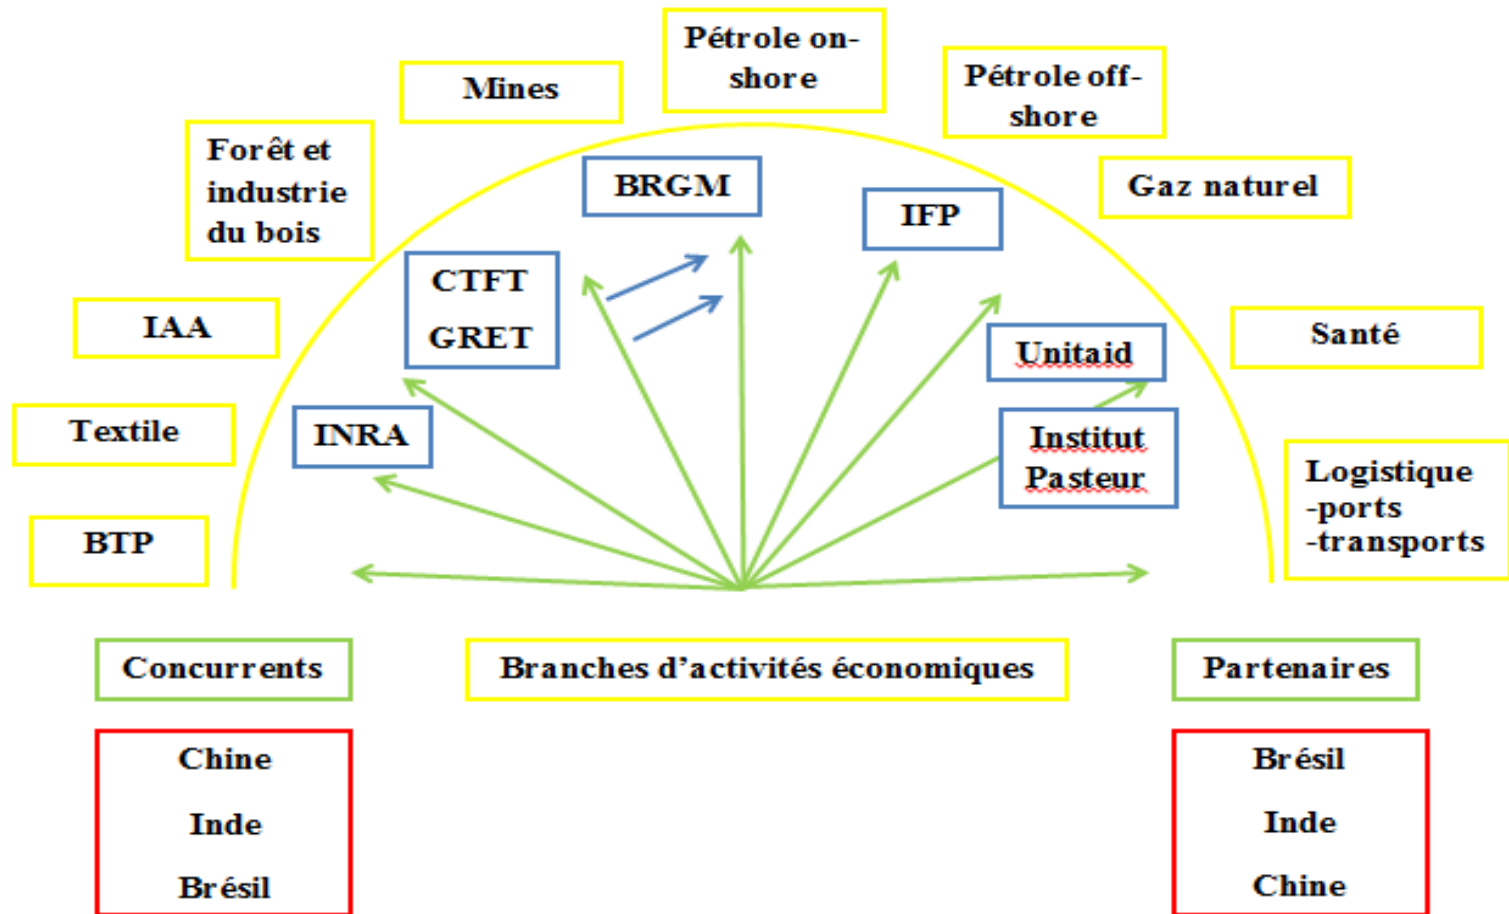 Pétrole on-
shore
Pétrole off-
shore
Mines
Forêt et
industrie
du bois
BRGM
IFP
Gaz naturel
CTFT
GRET
IAA
Unitaid
Santé
Textile
INRA
Institut
Pasteur
Logistique
-ports
-transports
BTP
Concurrents
Branches d’activités économiques
Partenaires
Chine
Inde
Brésil
Brésil
Inde
Chine